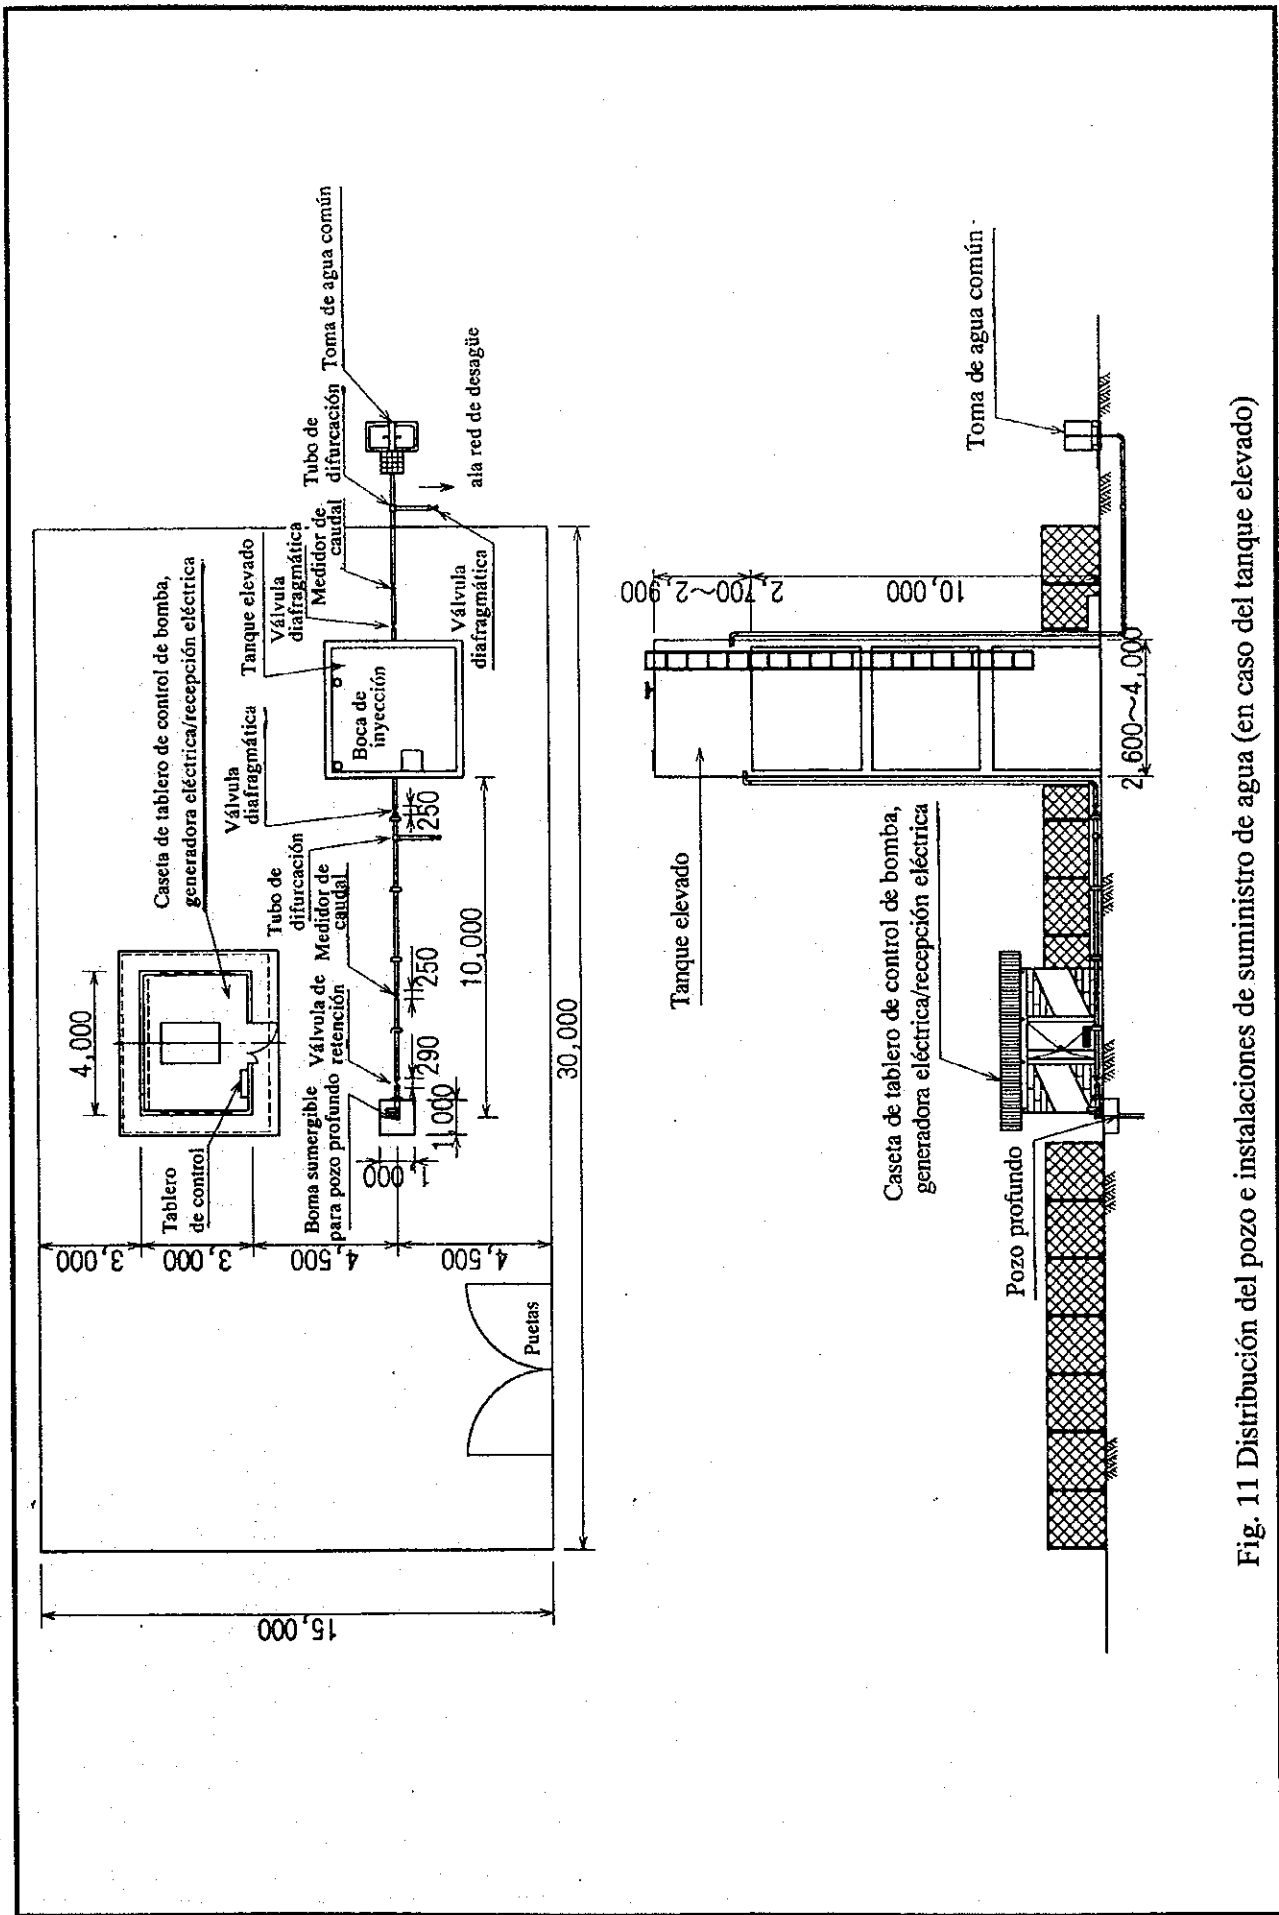 Caseta de tablero de control de bomba,
generadora eléctrica/recepción eléctrica
4,000
Tablero
de control
3,000
3,000
4,500
4,500
15,000
Puetas
Boma sumergible
para pozo profundo
Válvula de
retención
Medidor de
caudal
Tubo de
difurcación
Válvula
diafragmática
Tanque elevado
Válvula
diafragmática
Medidor de
caudal
Tubo de
difurcación
Toma de agua común
Boca de
inyección
Válvula
diafragmática
ala red de desagüe
1,000
1,000
290
250
250
10,000
30,000
Tanque elevado
Caseta de tablero de control de bomba,
generadora eléctrica/recepción eléctrica
Pozo profundo
2,700~2,900
10,000
2,600~4,000
Toma de agua común
Fig. 11 Distribución del pozo e instalaciones de suministro de agua (en caso del tanque elevado)